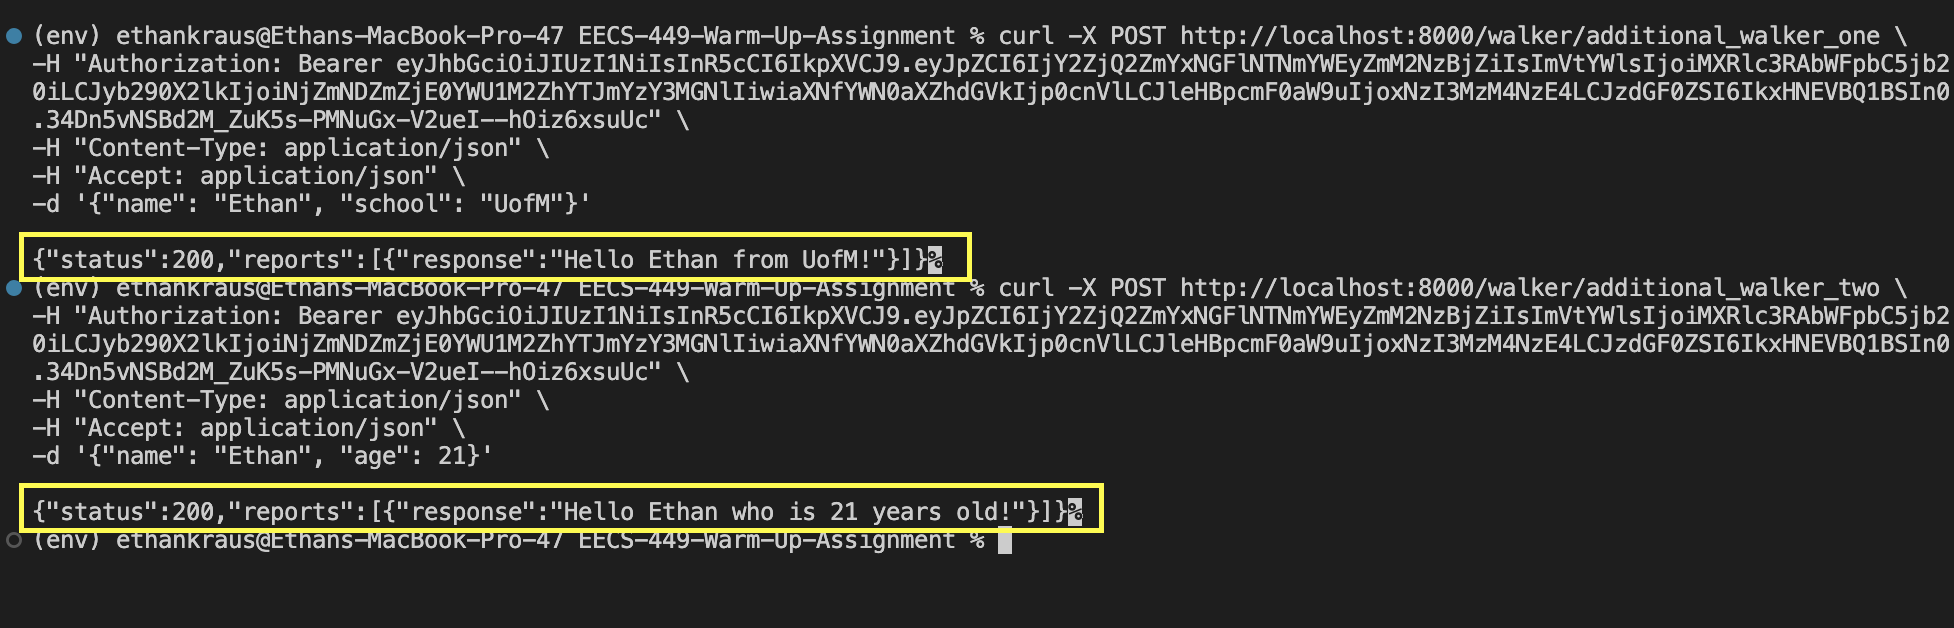 (env) ethankraus@Ethans-MacBook-Pro-47 EECS-449-Warm-Up-Assignment % curl -X POST http://localhost:8000/walker/additional_walker_one \
-H "Authorization: Bearer eyJhbGciOiJIUzI1NiIsInR5cCI6IkpXVCJ9.eyJpZCI6IjY2ZjQ2ZmYxNGFlNTNmYWEyZmM2NzBjZiIsImVtYWlsIjoiMXRlc3RAbWFpbC5jb2
0iLCJyb290X2lkIjoiNjZmNDZmZjE0YWU1M2ZhYTJmYzY3MGNlIiwiaXNfYWN0aXZhdGVkIjp0cnVlLCJleHBpcmF0aW9uIjoxNzI3MzM4NzE4LCJzdGF0ZSI6IkxHNEVBQ1BSIn0
.34Dn5vNSBd2M_ZuK5s-PMNuGx-V2ueI--hOiz6xsuUc" \
-H "Content-Type: application/json" \
-H "Accept: application/json" \
-d '{"name": "Ethan", "school": "UofM"}'
{"status":200,"reports":[{"response":"Hello Ethan from UofM!"}]}%
(env) ethankraus@Ethans-MacBook-Pro-47 EECS-449-Warm-Up-Assignment % curl -X POST http://localhost:8000/walker/additional_walker_two \
-H "Authorization: Bearer eyJhbGciOiJIUzI1NiIsInR5cCI6IkpXVCJ9.eyJpZCI6IjY2ZjQ2ZmYxNGFlNTNmYWEyZmM2NzBjZiIsImVtYWlsIjoiMXRlc3RAbWFpbC5jb2
0iLCJyb290X2lkIjoiNjZmNDZmZjE0YWU1M2ZhYTJmYzY3MGNlIiwiaXNfYWN0aXZhdGVkIjp0cnVlLCJleHBpcmF0aW9uIjoxNzI3MzM4NzE4LCJzdGF0ZSI6IkxHNEVBQ1BSIn0
.34Dn5vNSBd2M_ZuK5s-PMNuGx-V2ueI--hOiz6xsuUc" \
-H "Content-Type: application/json" \
-H "Accept: application/json" \
-d '{"name": "Ethan", "age": 21}'
{"status":200,"reports":[{"response":"Hello Ethan who is 21 years old!"}]}%
(env) ethankraus@Ethans-MacBook-Pro-47 EECS-449-Warm-Up-Assignment %